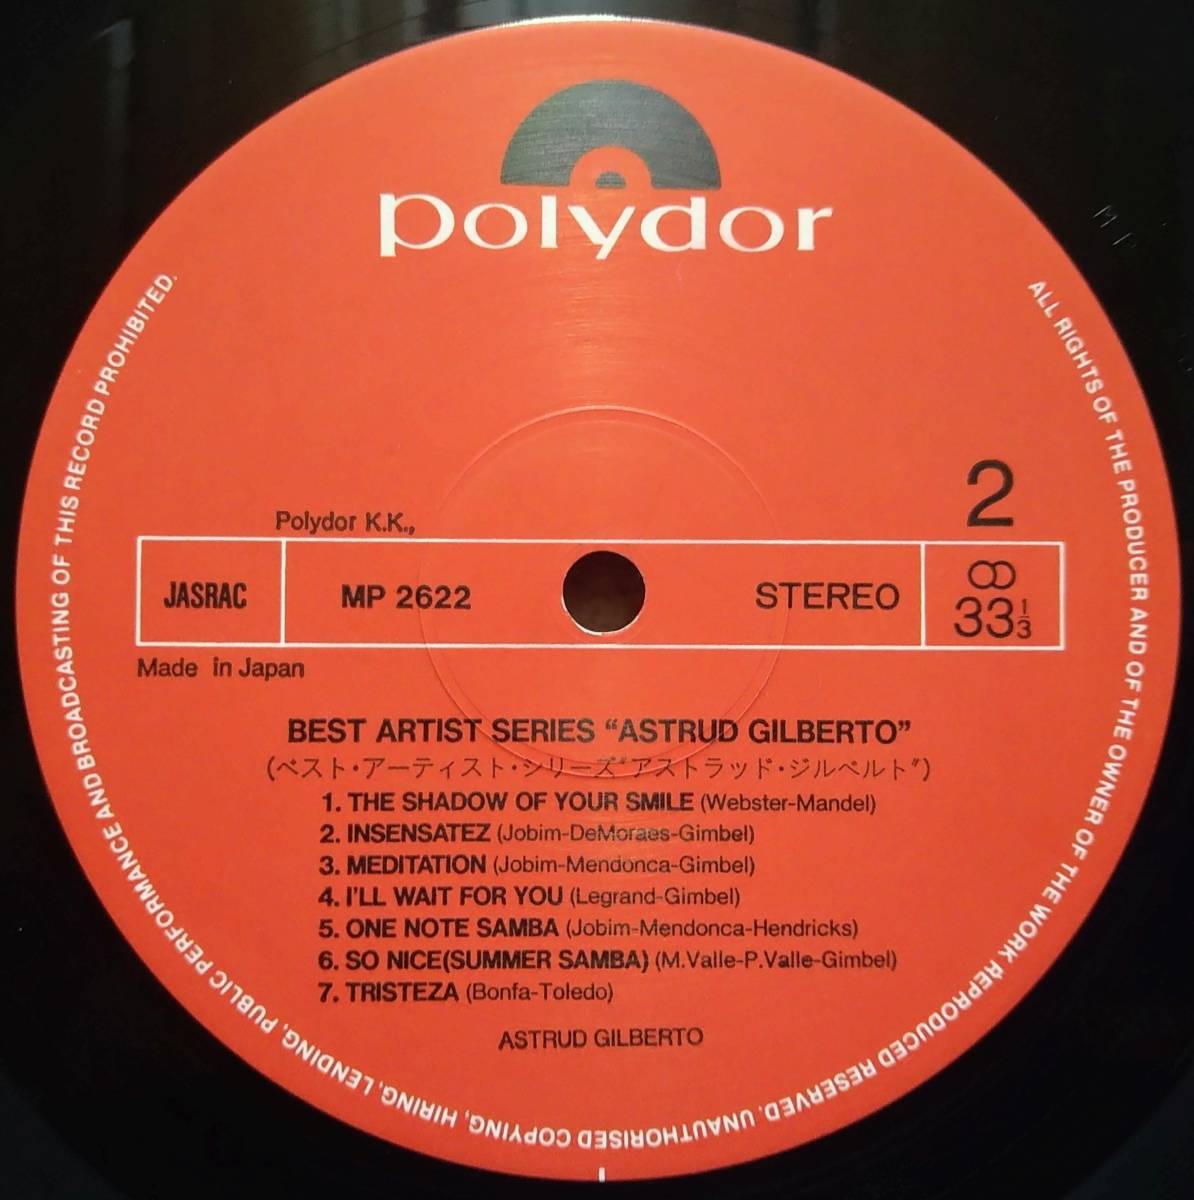 polydor
ALL RIGHTS OF THE PRODUCER AND OF THE OWNER OF THE WORK REPRODUCED RESERVED. UNAUTHORISED COPYING, HIRING, LENDING, PUBLIC PERFORMANCE AND BROADCASTING OF THIS RECORD PROHIBITED.
2
Polydor K.K.,
JASRAC MP 2622 STEREO
33 1/3
Made in Japan
BEST ARTIST SERIES “ASTRUD GILBERTO”
(ベスト・アーティスト・シリーズ“アストラッド・ジルベルト”)
1. THE SHADOW OF YOUR SMILE (Webster-Mandel)
2. INSENSATEZ (Jobim-DeMoraes-Gimbel)
3. MEDITATION (Jobim-Mendonca-Gimbel)
4. I'LL WAIT FOR YOU (Legrand-Gimbel)
5. ONE NOTE SAMBA (Jobim-Mendonca-Hendricks)
6. SO NICE(SUMMER SAMBA) (M.Valle-P.Valle-Gimbel)
7. TRISTEZA (Bonfa-Toledo)
ASTRUD GILBERTO